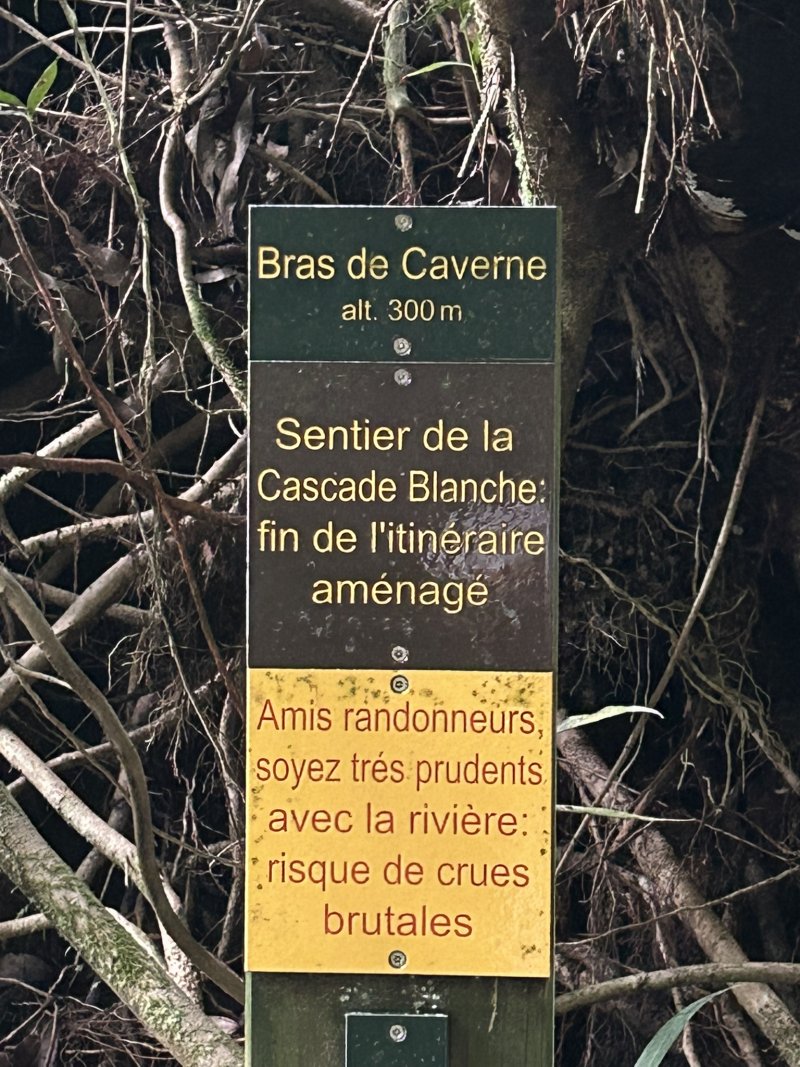 Bras de Caverne
alt. 300 m
Sentier de la
Cascade Blanche:
fin de l'itinéraire
aménagé
Amis randonneurs,
soyez trés prudents
avec la rivière:
risque de crues
brutales